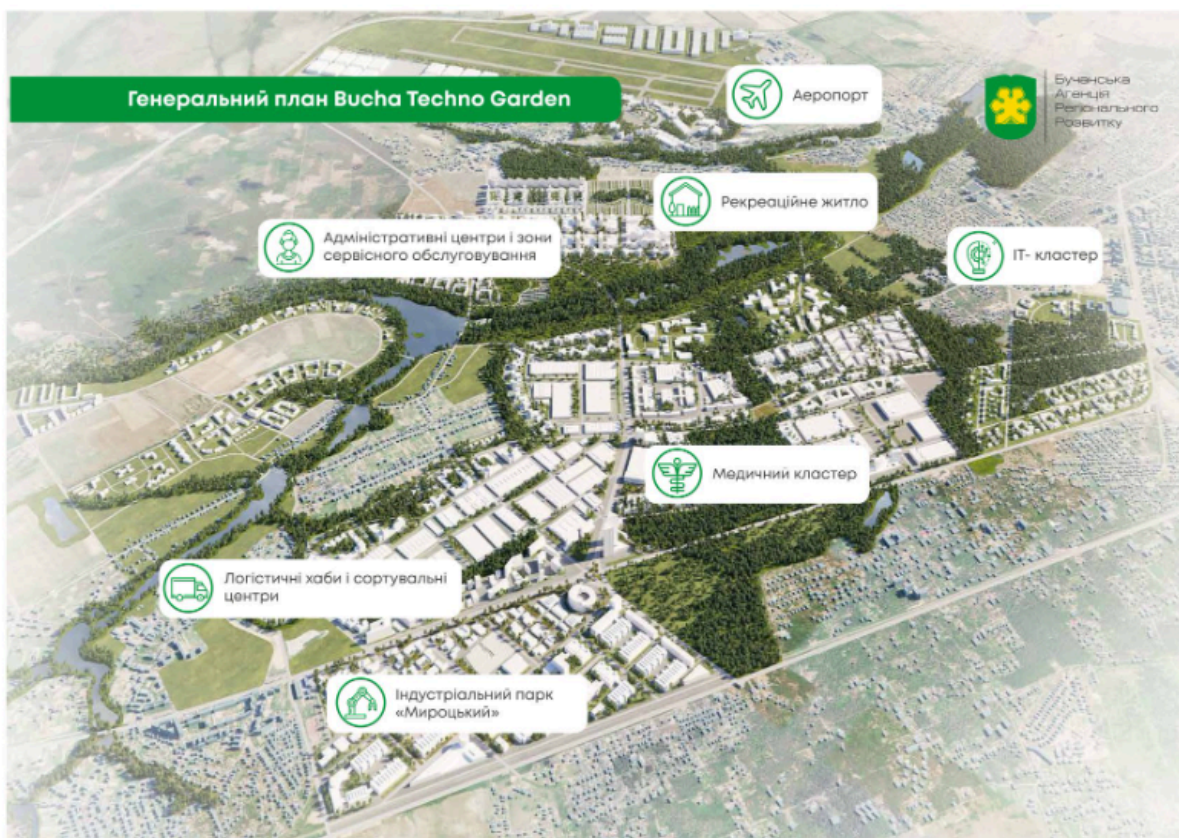 Генеральний план Bucha Techno Garden
Аеропорт
Бучанська
Агенція
Регіонального
Розвитку
Рекреаційне житло
Адміністративні центри і зони
сервісного обслуговування
ІТ- кластер
Медичний кластер
Логістичні хаби і сортувальні
центри
Індустріальний парк
«Мироцький»